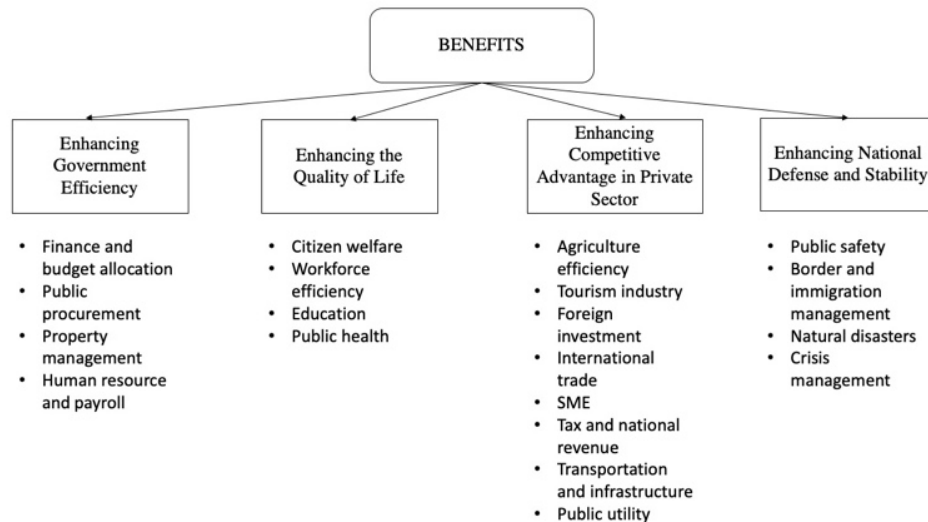 BENEFITS
Enhancing
Government
Efficiency
Enhancing the
Quality of Life
Enhancing
Competitive
Advantage in Private
Sector
Enhancing National
Defense and Stability
• Finance and
budget allocation
• Public
procurement
• Property
management
• Human resource
and payroll
• Citizen welfare
• Workforce
efficiency
• Education
• Public health
• Agriculture
efficiency
• Tourism industry
• Foreign
investment
• International
trade
• SME
• Tax and national
revenue
• Transportation
and infrastructure
• Public utility
• Public safety
• Border and
immigration
management
• Natural disasters
• Crisis
management